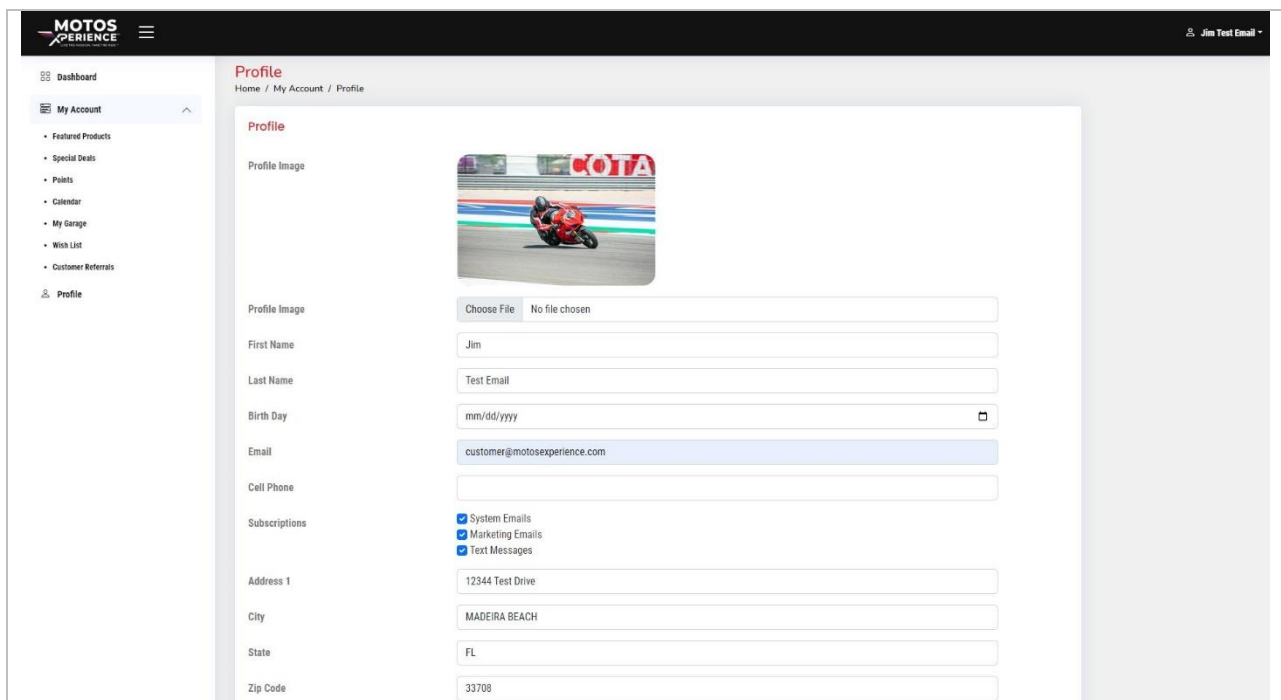 MOTOS
XPERIENCE
Jim Test Email
Dashboard
My Account
Featured Products
Special Deals
Points
Calendar
My Garage
Wish List
Customer Referrals
Profile
Profile
Home / My Account / Profile
Profile
Profile Image
COTA
Profile Image Choose File No file chosen
First Name Jim
Last Name Test Email
Birth Day mm/dd/yyyy
Email customer@motosexperience.com
Cell Phone
Subscriptions System Emails
Marketing Emails
Text Messages
Address 1 12344 Test Drive
City MADEIRA BEACH
State FL
Zip Code 33708